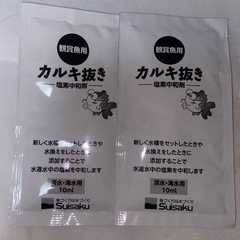 観賞魚用
カルキ抜き
塩素中和剤
新しく水槽をセットしたときや
水換えをしたときに
添加することで
水道水中の塩素を中和します
淡水・海水用
10ml
Suisaku
観賞魚用
カルキ抜き
塩素中和剤
新しく水槽をセットしたときや
水換えをしたときに
添加することで
水道水中の塩素を中和します
淡水・海水用
10ml
Suisaku